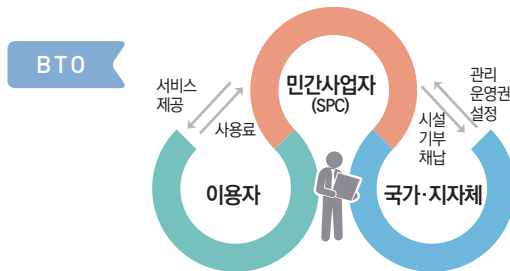 BTO
서비스
제공
사용료
민간사업자
(SPC)
관리
운영권
설정
시설
기부
채납
이용자
국가·지자체